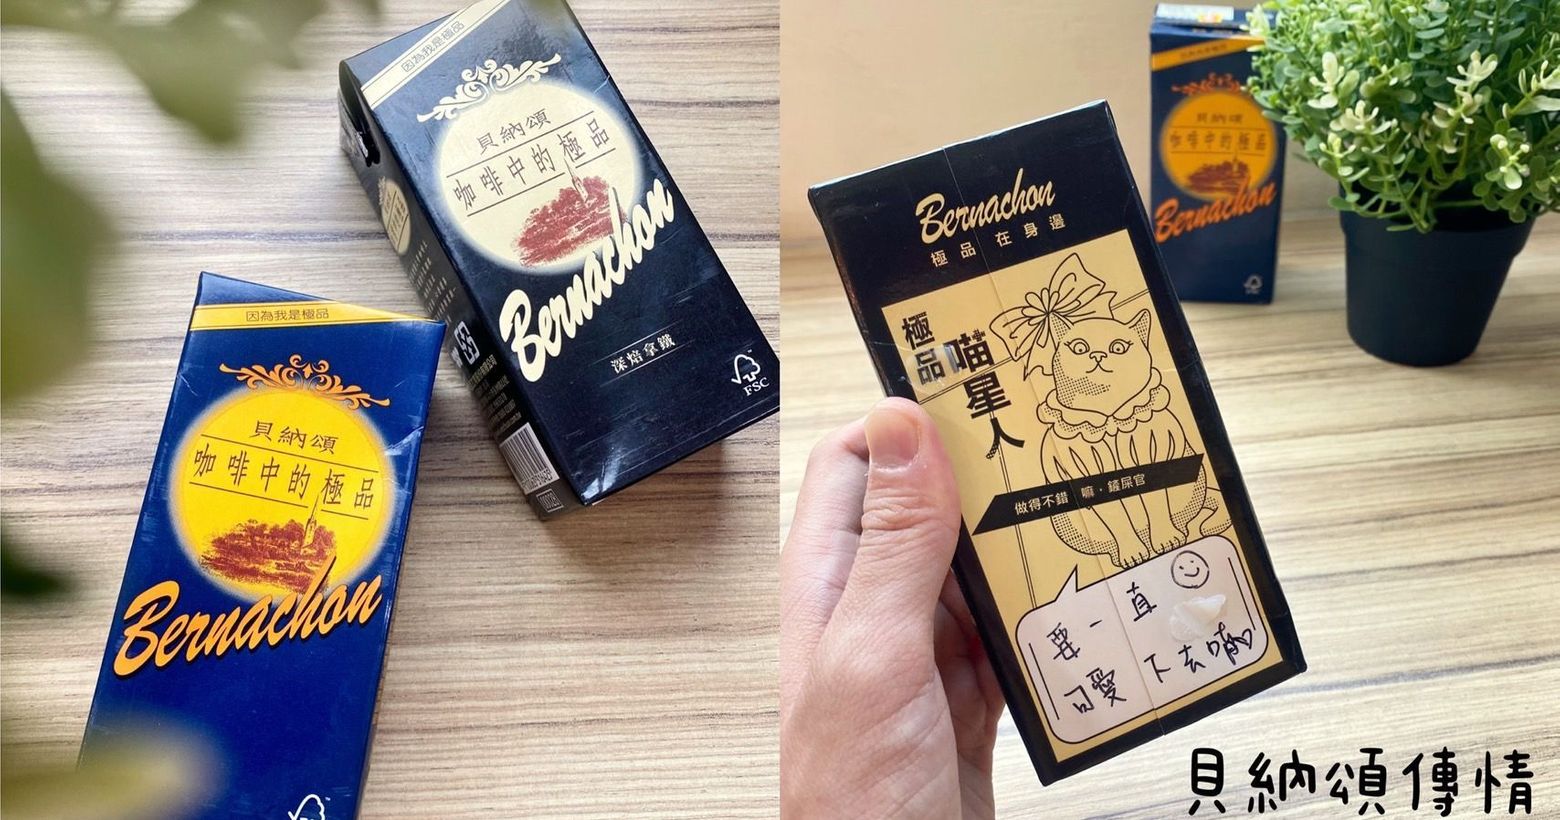 因為我是極品
貝納頌
咖啡中的極品
Bernachon
深焙拿鐵
FSC
因為我是極品
貝納頌
咖啡中的極品
Bernachon
貝納頌
咖啡中的極品
Bernachon
Bernachon
極品在身邊
極品
喵星人
做得不錯嘛·鏟屎官
要一直
可愛下去唷
貝納頌傳情